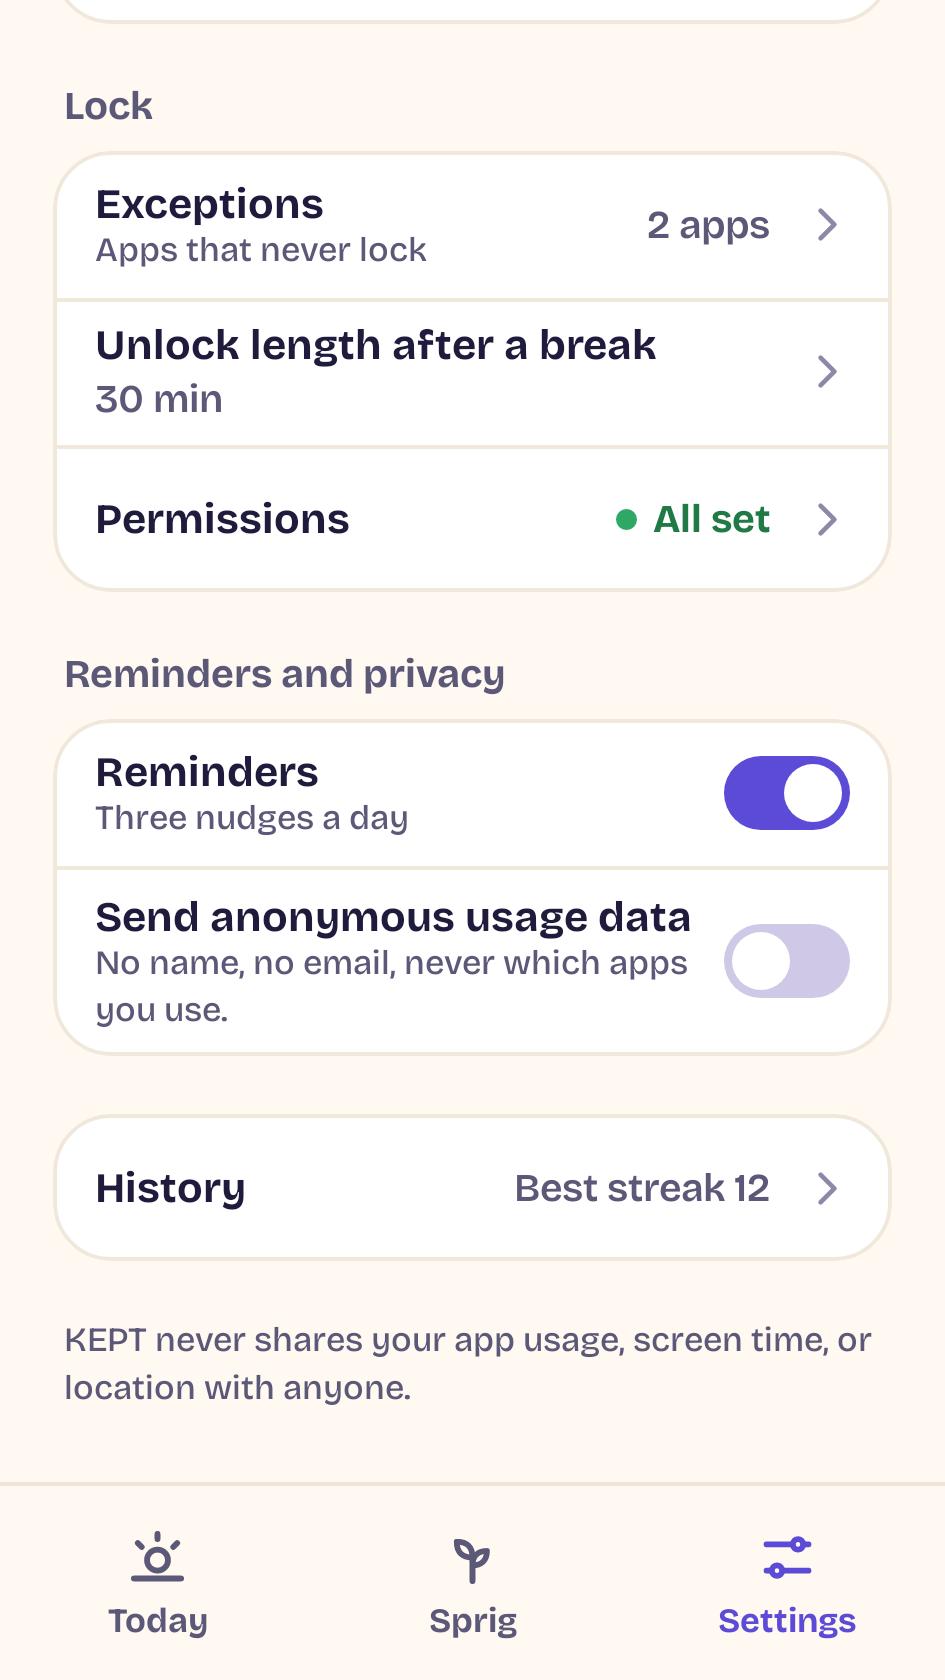 Lock
Exceptions
Apps that never lock
2 apps
Unlock length after a break
30 min
Permissions
All set
Reminders and privacy
Reminders
Three nudges a day
Send anonymous usage data
No name, no email, never which apps
you use.
History
Best streak 12
KEPT never shares your app usage, screen time, or
location with anyone.
Today
Sprig
Settings